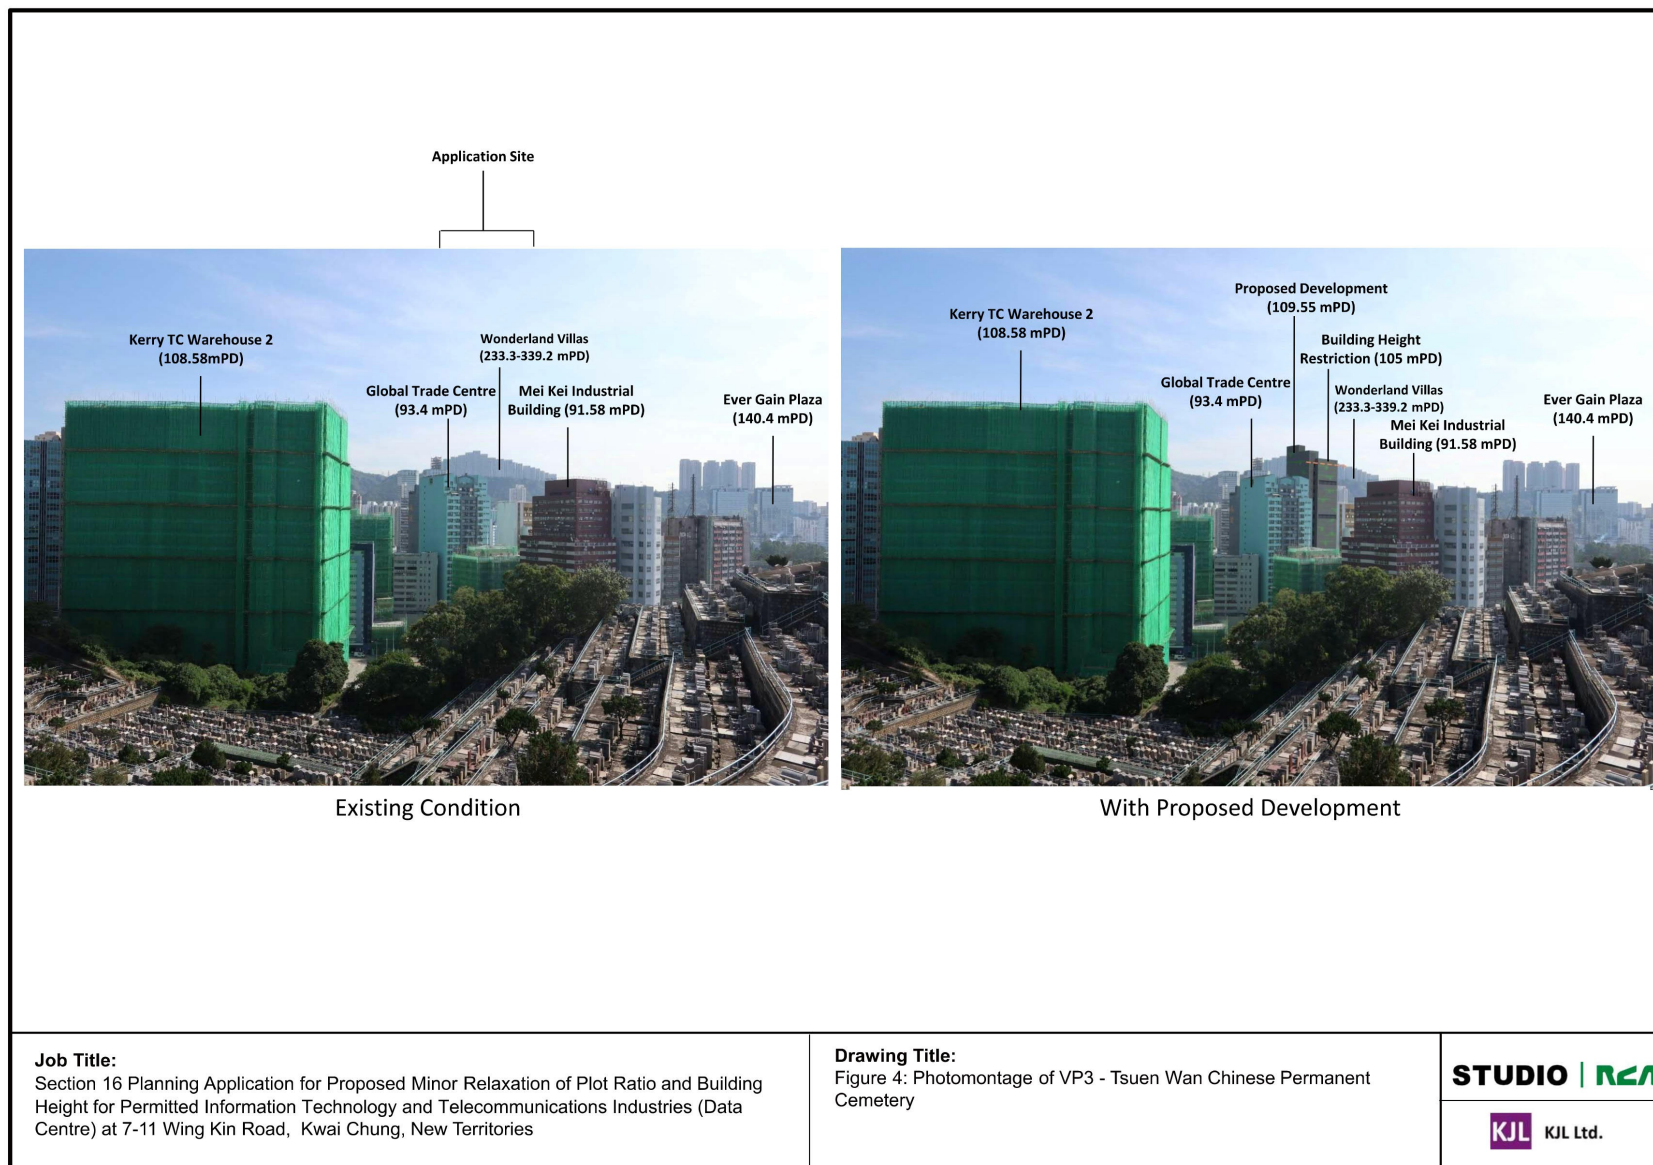 Application Site
Kerry TC Warehouse 2
(108.58mPD)
Wonderland Villas
(233.3-339.2 mPD)
Global Trade Centre
(93.4 mPD)
Mei Kei Industrial
Building (91.58 mPD)
Ever Gain Plaza
(140.4 mPD)
Existing Condition
Proposed Development
(109.55 mPD)
Kerry TC Warehouse 2
(108.58 mPD)
Building Height
Restriction (105 mPD)
Global Trade Centre
(93.4 mPD)
Wonderland Villas
(233.3-339.2 mPD)
Mei Kei Industrial
Building (91.58 mPD)
Ever Gain Plaza
(140.4 mPD)
With Proposed Development
Job Title:
Section 16 Planning Application for Proposed Minor Relaxation of Plot Ratio and Building
Height for Permitted Information Technology and Telecommunications Industries (Data
Centre) at 7-11 Wing Kin Road, Kwai Chung, New Territories
Drawing Title:
Figure 4: Photomontage of VP3 - Tsuen Wan Chinese Permanent
Cemetery
STUDIO |
KJL KJL Ltd.